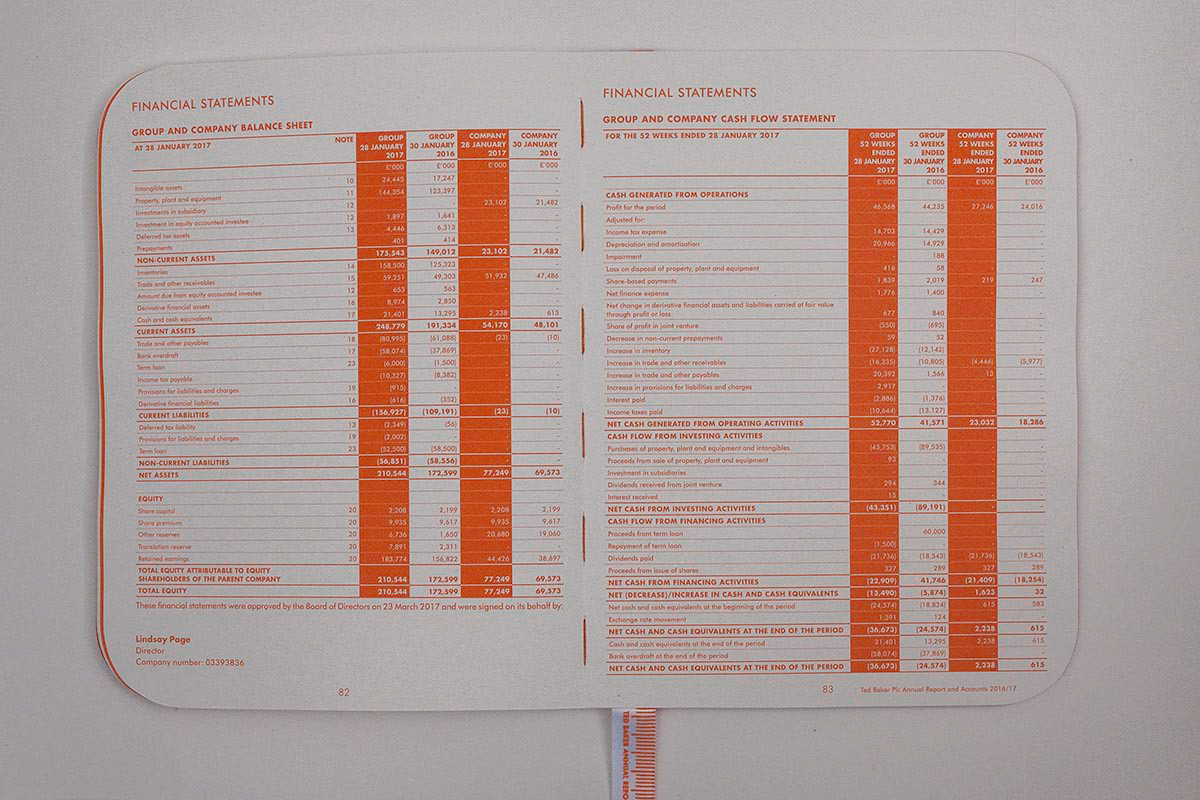 FINANCIAL STATEMENTS
GROUP AND COMPANY BALANCE SHEET
AT 28 JANUARY 2017 NOTE GROUP 28 JANUARY 2017 GROUP 30 JANUARY 2016 COMPANY 28 JANUARY 2017 COMPANY 30 JANUARY 2016
£'000 £'000 £'000 £'000
Intangible assets 10 24,445 17,247 - -
Property, plant and equipment 11 144,354 123,397 - -
Investments in subsidiary 12 - - 23,102 21,482
Investment in equity accounted investee 12 1,897 1,641 - -
Deferred tax assets 13 4,446 6,313 - -
Prepayments 401 414 - -
NON-CURRENT ASSETS 175,543 149,012 23,102 21,482
Inventories 14 158,500 125,323 - -
Trade and other receivables 15 59,251 49,303 51,932 47,486
Amount due from equity accounted investee 12 653 563 - -
Derivative financial assets 16 8,974 2,850 - -
Cash and cash equivalents 17 21,401 13,295 2,238 615
CURRENT ASSETS 248,779 191,334 54,170 48,101
Trade and other payables 18 (80,995) (61,088) (23) (10)
Bank overdraft 17 (58,074) (37,869) - -
Term loan 23 (6,000) (1,500) - -
Income tax payable (10,327) (8,382) - -
Provisions for liabilities and charges 19 (915) - - -
Derivative financial liabilities 16 (616) (352) - -
CURRENT LIABILITIES (156,927) (109,191) (23) (10)
Deferred tax liability 13 (2,349) (56) - -
Provisions for liabilities and charges 19 (2,002) - - -
Term loan 23 (52,500) (58,500) - -
NON-CURRENT LIABILITIES (56,851) (58,556) - -
NET ASSETS 210,544 172,599 77,249 69,573
EQUITY
Share capital 20 2,208 2,199 2,208 2,199
Share premium 20 9,935 9,617 9,935 9,617
Other reserves 20 6,736 1,650 20,680 19,060
Translation reserve 20 7,891 2,311 - -
Retained earnings 20 183,774 156,822 44,426 38,697
TOTAL EQUITY ATTRIBUTABLE TO EQUITY
SHAREHOLDERS OF THE PARENT COMPANY 210,544 172,599 77,249 69,573
TOTAL EQUITY 210,544 172,599 77,249 69,573
These financial statements were approved by the Board of Directors on 23 March 2017 and were signed on its behalf by:
Lindsay Page
Director
Company number: 03393836
82
FINANCIAL STATEMENTS
GROUP AND COMPANY CASH FLOW STATEMENT
FOR THE 52 WEEKS ENDED 28 JANUARY 2017 GROUP 52 WEEKS ENDED 28 JANUARY 2017 GROUP 52 WEEKS ENDED 30 JANUARY 2016 COMPANY 52 WEEKS ENDED 28 JANUARY 2017 COMPANY 52 WEEKS ENDED 30 JANUARY 2016
£'000 £'000 £'000 £'000
CASH GENERATED FROM OPERATIONS
Profit for the period 46,568 44,235 27,246 24,016
Adjusted for:
Income tax expense 14,703 14,429 - -
Depreciation and amortisation 20,966 14,929 - -
Impairment - 188 - -
Loss on disposal of property, plant and equipment 416 58 - -
Share-based payments 1,839 2,019 219 247
Net finance expense 1,776 1,400 - -
Net change in derivative financial assets and liabilities carried at fair value
through profit or loss 677 840 - -
Share of profit in joint venture (550) (695) - -
Decrease in non-current prepayments 59 52 - -
Increase in inventory (27,128) (12,142) - -
Increase in trade and other receivables (16,335) (10,805) (4,446) (5,977)
Increase in trade and other payables 20,392 1,566 13 -
Increase in provisions for liabilities and charges 2,917 - - -
Interest paid (2,886) (1,376) - -
Income taxes paid (10,644) (13,127) - -
NET CASH GENERATED FROM OPERATING ACTIVITIES 52,770 41,571 23,032 18,286
CASH FLOW FROM INVESTING ACTIVITIES
Purchases of property, plant and equipment and intangibles (43,753) (89,535) - -
Proceeds from sale of property, plant and equipment 93 - - -
Investment in subsidiaries - - - -
Dividends received from joint venture 294 344 - -
Interest received 15 - - -
NET CASH FROM INVESTING ACTIVITIES (43,351) (89,191) - -
CASH FLOW FROM FINANCING ACTIVITIES
Proceeds from term loan - 60,000 - -
Repayment of term loan (1,500) - - -
Dividends paid (21,736) (18,543) (21,736) (18,543)
Proceeds from issue of shares 327 289 327 289
NET CASH FROM FINANCING ACTIVITIES (22,909) 41,746 (21,409) (18,254)
NET (DECREASE)/INCREASE IN CASH AND CASH EQUIVALENTS (13,490) (5,874) 1,623 32
Net cash and cash equivalents at the beginning of the period (24,574) (18,824) 615 583
Exchange rate movement 1,391 124 - -
NET CASH AND CASH EQUIVALENTS AT THE END OF THE PERIOD (36,673) (24,574) 2,238 615
Cash and cash equivalents at the end of the period 21,401 13,295 2,238 615
Bank overdraft at the end of the period (58,074) (37,869) - -
NET CASH AND CASH EQUIVALENTS AT THE END OF THE PERIOD (36,673) (24,574) 2,238 615
83 Ted Baker Plc Annual Report and Accounts 2016/17
TED BAKER ANNUAL REPO